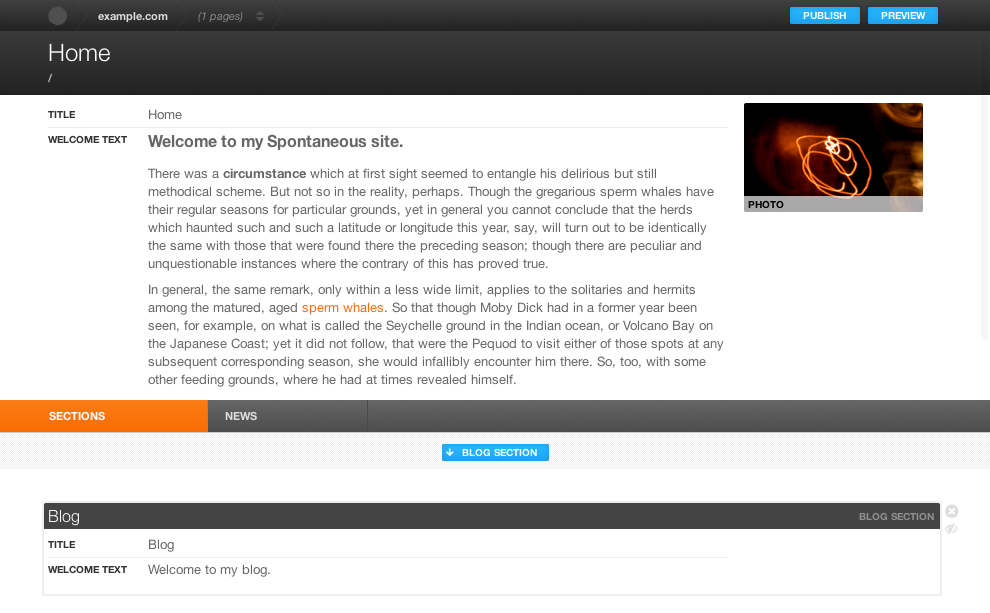 example.com (1 pages) PUBLISH PREVIEW
Home
/
TITLE Home
WELCOME TEXT Welcome to my Spontaneous site.
There was a circumstance which at first sight seemed to entangle his delirious but still
methodical scheme. But not so in the reality, perhaps. Though the gregarious sperm whales have
their regular seasons for particular grounds, yet in general you cannot conclude that the herds
which haunted such and such a latitude or longitude this year, say, will turn out to be identically
the same with those that were found there the preceding season; though there are peculiar and
unquestionable instances where the contrary of this has proved true.
In general, the same remark, only within a less wide limit, applies to the solitaries and hermits
among the matured, aged sperm whales. So that though Moby Dick had in a former year been
seen, for example, on what is called the Seychelle ground in the Indian ocean, or Volcano Bay on
the Japanese Coast; yet it did not follow, that were the Pequod to visit either of those spots at any
subsequent corresponding season, she would infallibly encounter him there. So, too, with some
other feeding grounds, where he had at times revealed himself.
PHOTO
SECTIONS NEWS
BLOG SECTION
Blog BLOG SECTION
TITLE Blog
WELCOME TEXT Welcome to my blog.